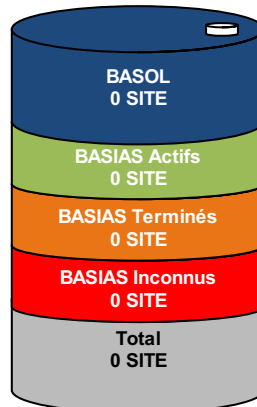 BASOL
0 SITE
BASIAS Actifs
0 SITE
BASIAS Terminés
0 SITE
BASIAS Inconnus
0 SITE
Total
0 SITE